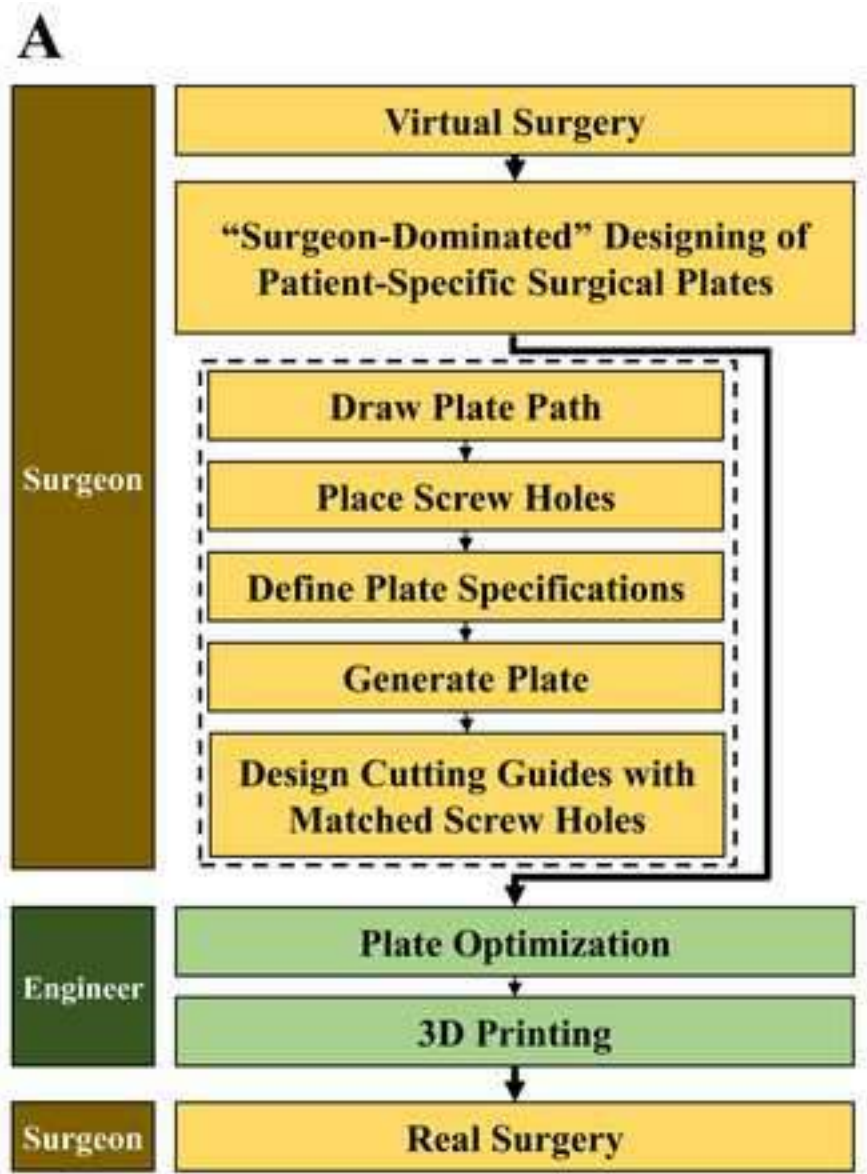 A
Virtual Surgery
“Surgeon-Dominated” Designing of
Patient-Specific Surgical Plates
Surgeon
Draw Plate Path
Place Screw Holes
Define Plate Specifications
Generate Plate
Design Cutting Guides with
Matched Screw Holes
Engineer
Plate Optimization
3D Printing
Surgeon
Real Surgery